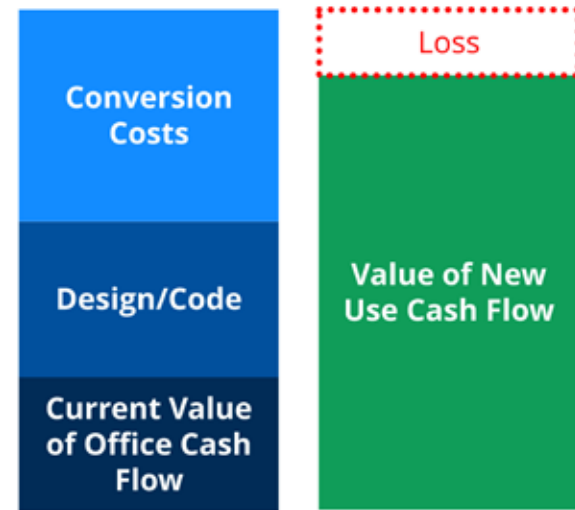 Conversion
Costs
Design/Code
Current Value
of Office Cash
Flow
Loss
Value of New
Use Cash Flow